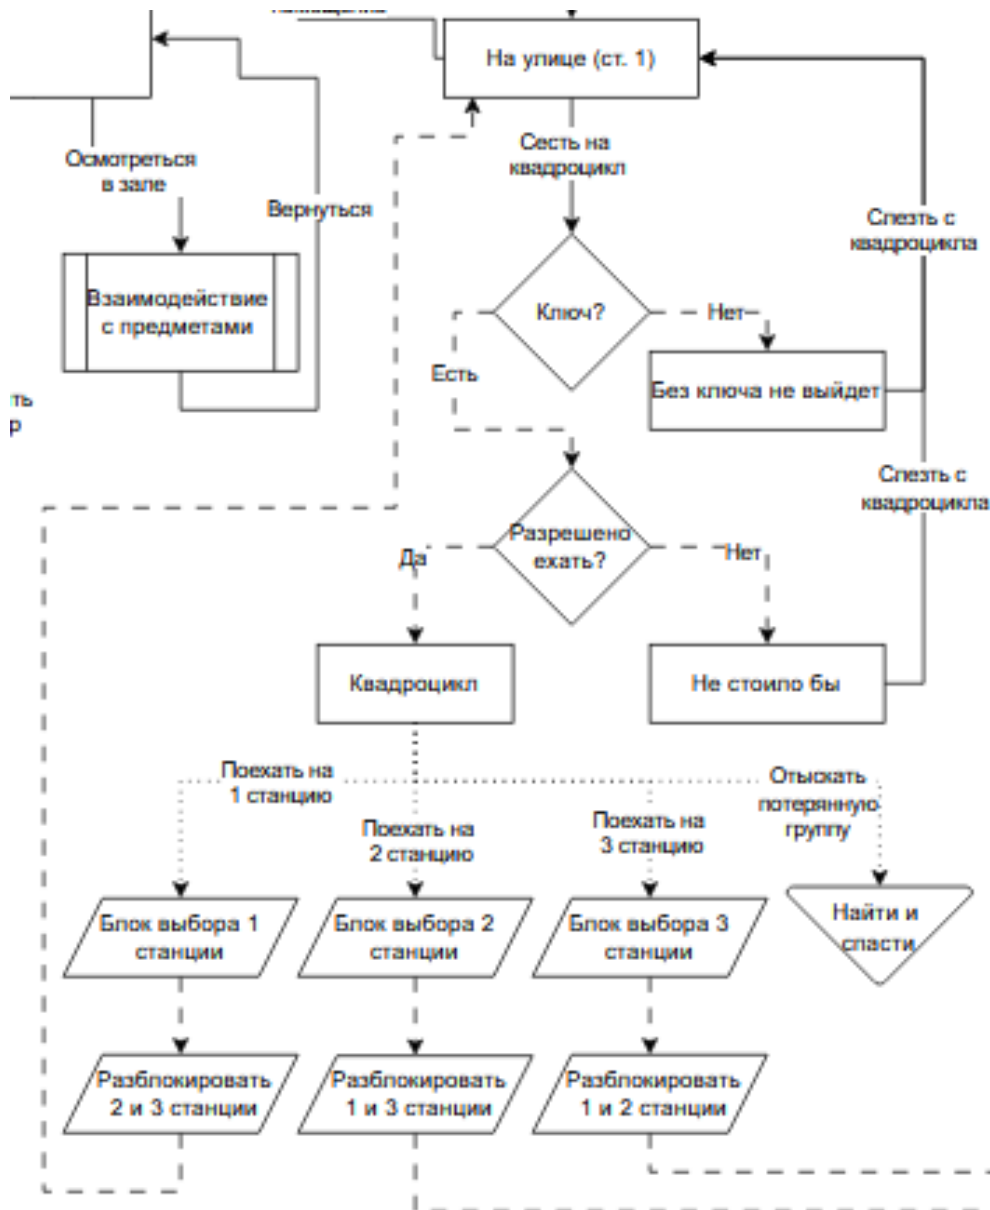 На улице (ст. 1)
Сесть на
квадроцикл
Осмотреться
в зале
Вернуться
Слезть с
квадроцикла
Взаимодействие
с предметами
Ключ?
Нет
Есть
Без ключа не выйдет
ть
р
Слезть с
квадроцикла
Разрешено
ехать?
Да
Нет
Квадроцикл
Не стоило бы
Поехать на
1 станцию
Поехать на
2 станцию
Поехать на
3 станцию
Отыскать
потерянную
группу
Блок выбора 1
станции
Блок выбора 2
станции
Блок выбора 3
станции
Найти и
спасти
Разблокировать
2 и 3 станции
Разблокировать
1 и 3 станции
Разблокировать
1 и 2 станции